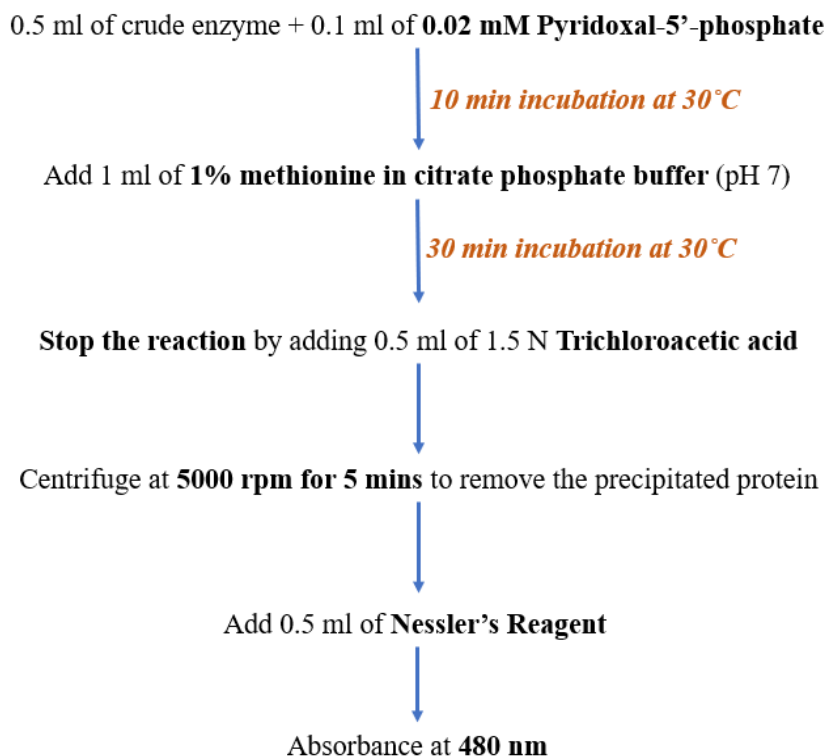 0.5 ml of crude enzyme + 0.1 ml of 0.02 mM Pyridoxal-5’-phosphate
10 min incubation at 30˚C
Add 1 ml of 1% methionine in citrate phosphate buffer (pH 7)
30 min incubation at 30˚C
Stop the reaction by adding 0.5 ml of 1.5 N Trichloroacetic acid
Centrifuge at 5000 rpm for 5 mins to remove the precipitated protein
Add 0.5 ml of Nessler’s Reagent
Absorbance at 480 nm